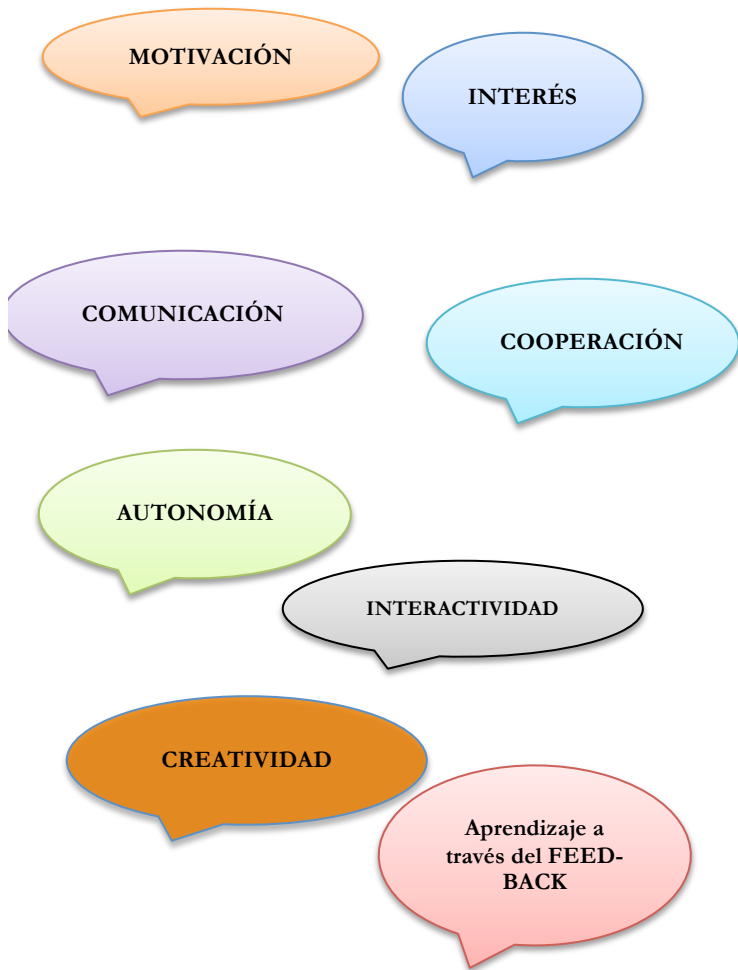 MOTIVACIÓN
INTERÉS
COMUNICACIÓN
COOPERACIÓN
AUTONOMÍA
INTERACTIVIDAD
CREATIVIDAD
Aprendizaje a
través del FEED-
BACK